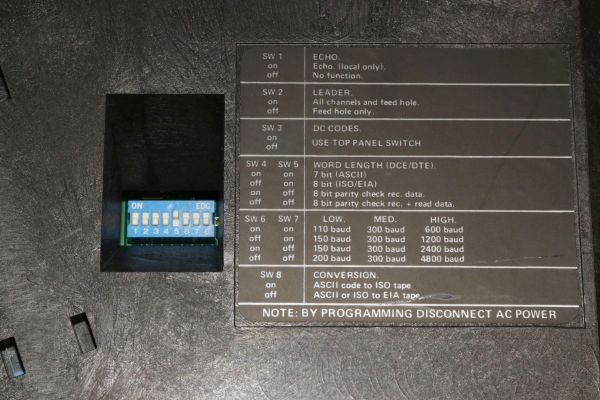 ON EDG
1 2 3 4 5 6 7 8
SW 1 ECHO.
on Echo. (local only).
off No function.
SW 2 LEADER.
on All channels and feed hole.
off Feed hole only.
SW 3 DC CODES.
on
off USE TOP PANEL SWITCH
SW 4 SW 5 WORD LENGTH (DCE/DTE).
on on 7 bit (ASCII)
off on 8 bit (ISO/EIA)
on off 8 bit parity check rec. data.
off off 8 bit parity check rec. + read data.
SW 6 SW 7 LOW. MED. HIGH.
on on 110 baud 300 baud 600 baud
off on 150 baud 300 baud 1200 baud
on off 150 baud 300 baud 2400 baud
off off 200 baud 300 baud 4800 baud
SW 8 CONVERSION.
on ASCII code to ISO tape
off ASCII or ISO to EIA tape
NOTE: BY PROGRAMMING DISCONNECT AC POWER